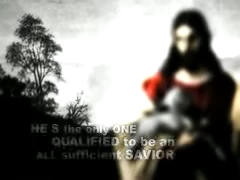 HE S the only ONE
QUALIFIED to be an
ALL sufficient SAVIOR